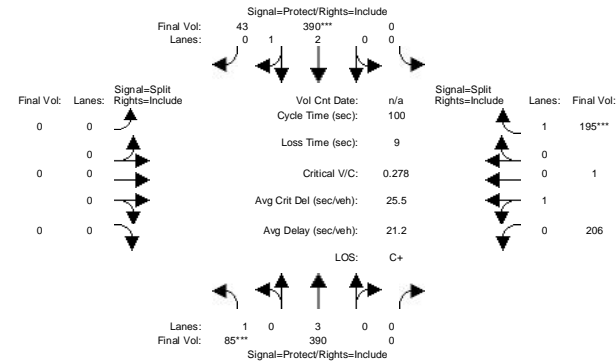 Signal=Protect/Rights=Include
Final Vol: 43 390*** 0
Lanes: 0 1 2 0 0
Signal=Split Signal=Split
Final Vol: Lanes: Rights=Include Vol Cnt Date: n/a Rights=Include Lanes: Final Vol:
Cycle Time (sec): 100
0 0 1 195***
Loss Time (sec): 9
0 0
0 0 Critical V/C: 0.278 0 1
0 Avg Crit Del (sec/veh): 25.5 1
0 0 Avg Delay (sec/veh): 21.2 0 206
LOS: C+
Lanes: 1 0 3 0 0
Final Vol: 85*** 390 0
Signal=Protect/Rights=Include